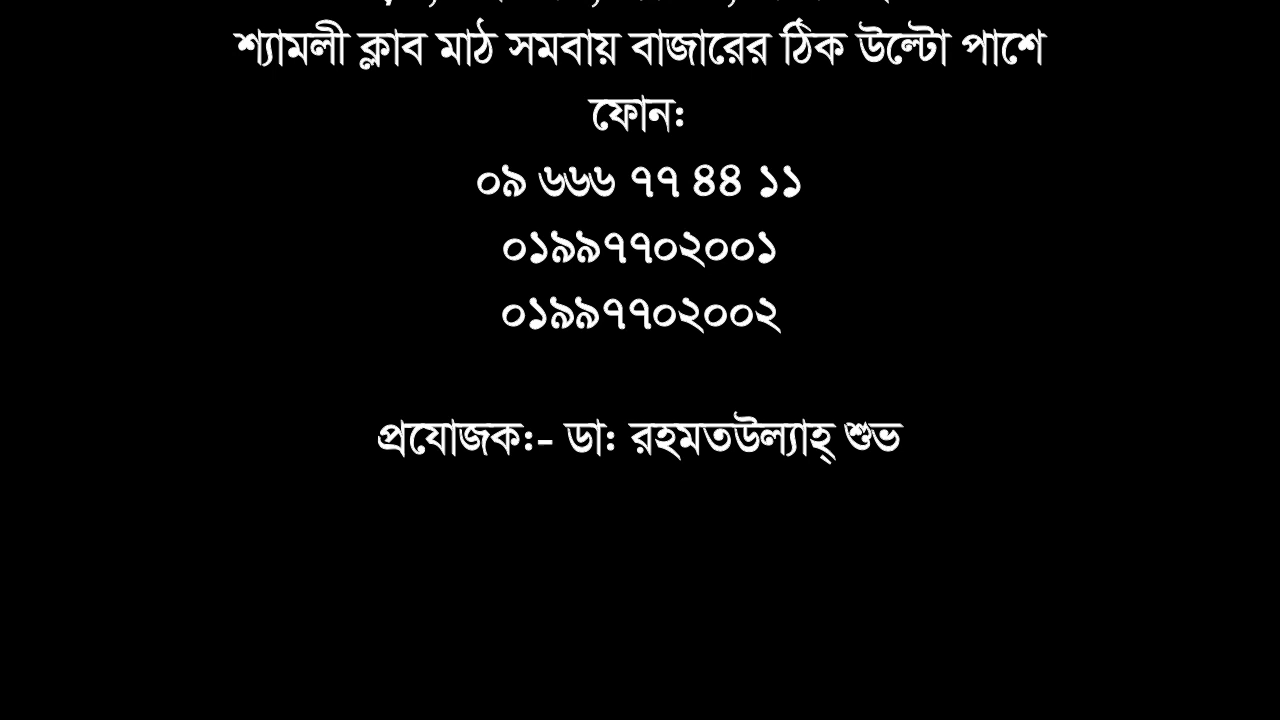 শ্যামলী ক্লাব মাঠ সমবায় বাজারের ঠিক উল্টো পাশে
ফোন:
০৯ ৬৬৬ ৭৭ ৪৪ ১১
০১৯৯৭৭০২০০১
০১৯৯৭৭০২০০২
প্রযোজক:- ডা: রহমতউল্যাহ্ শুভ